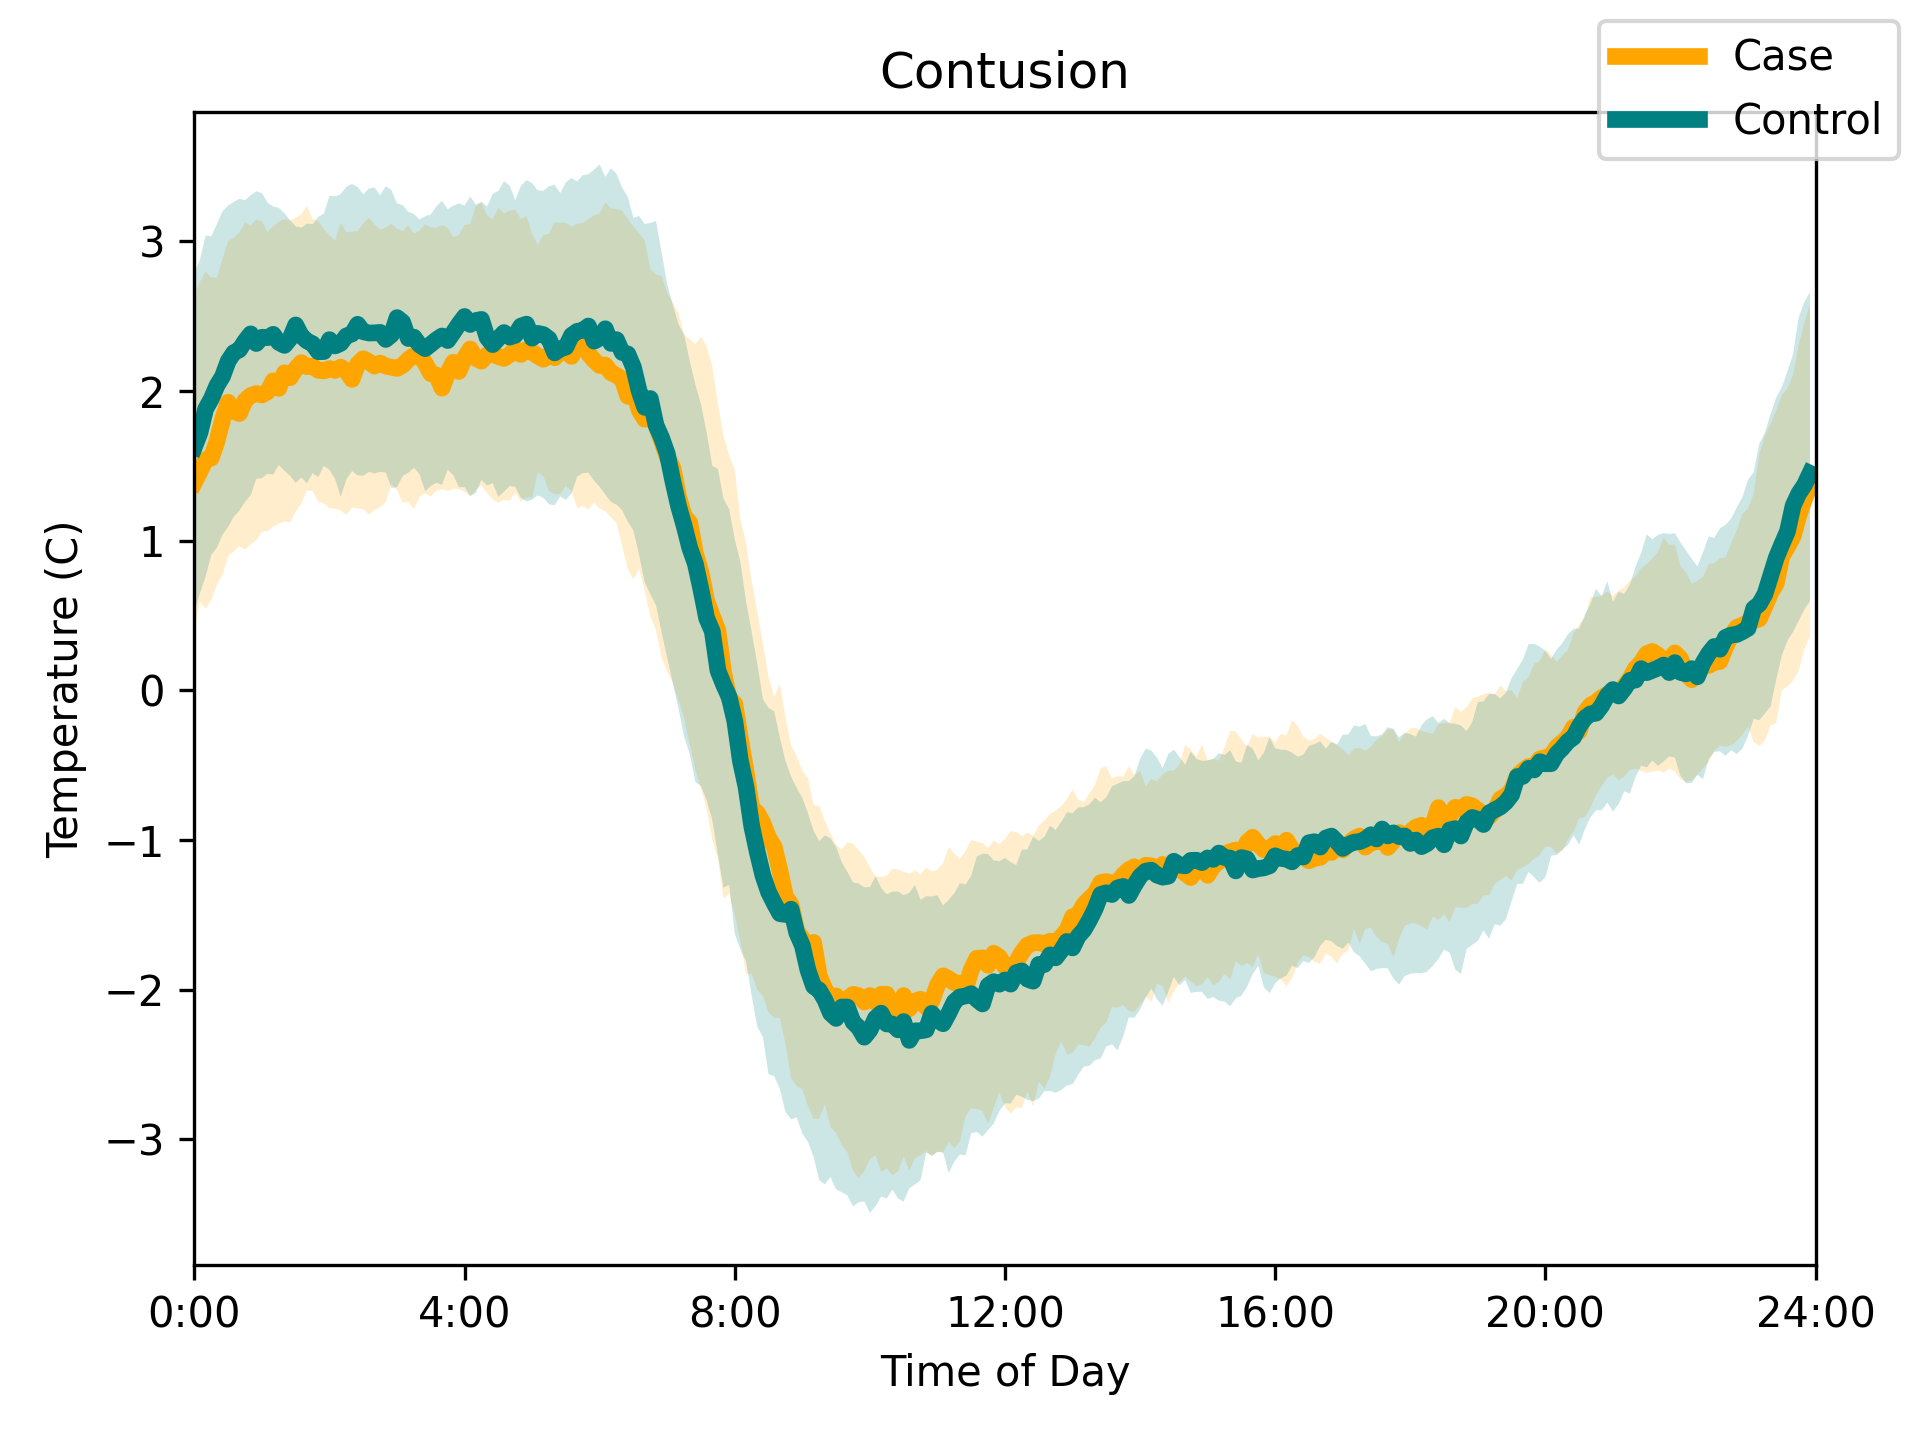 Contusion
Case
Control
Temperature (C)
3
2
1
0
−1
−2
−3
0:00 4:00 8:00 12:00 16:00 20:00 24:00
Time of Day